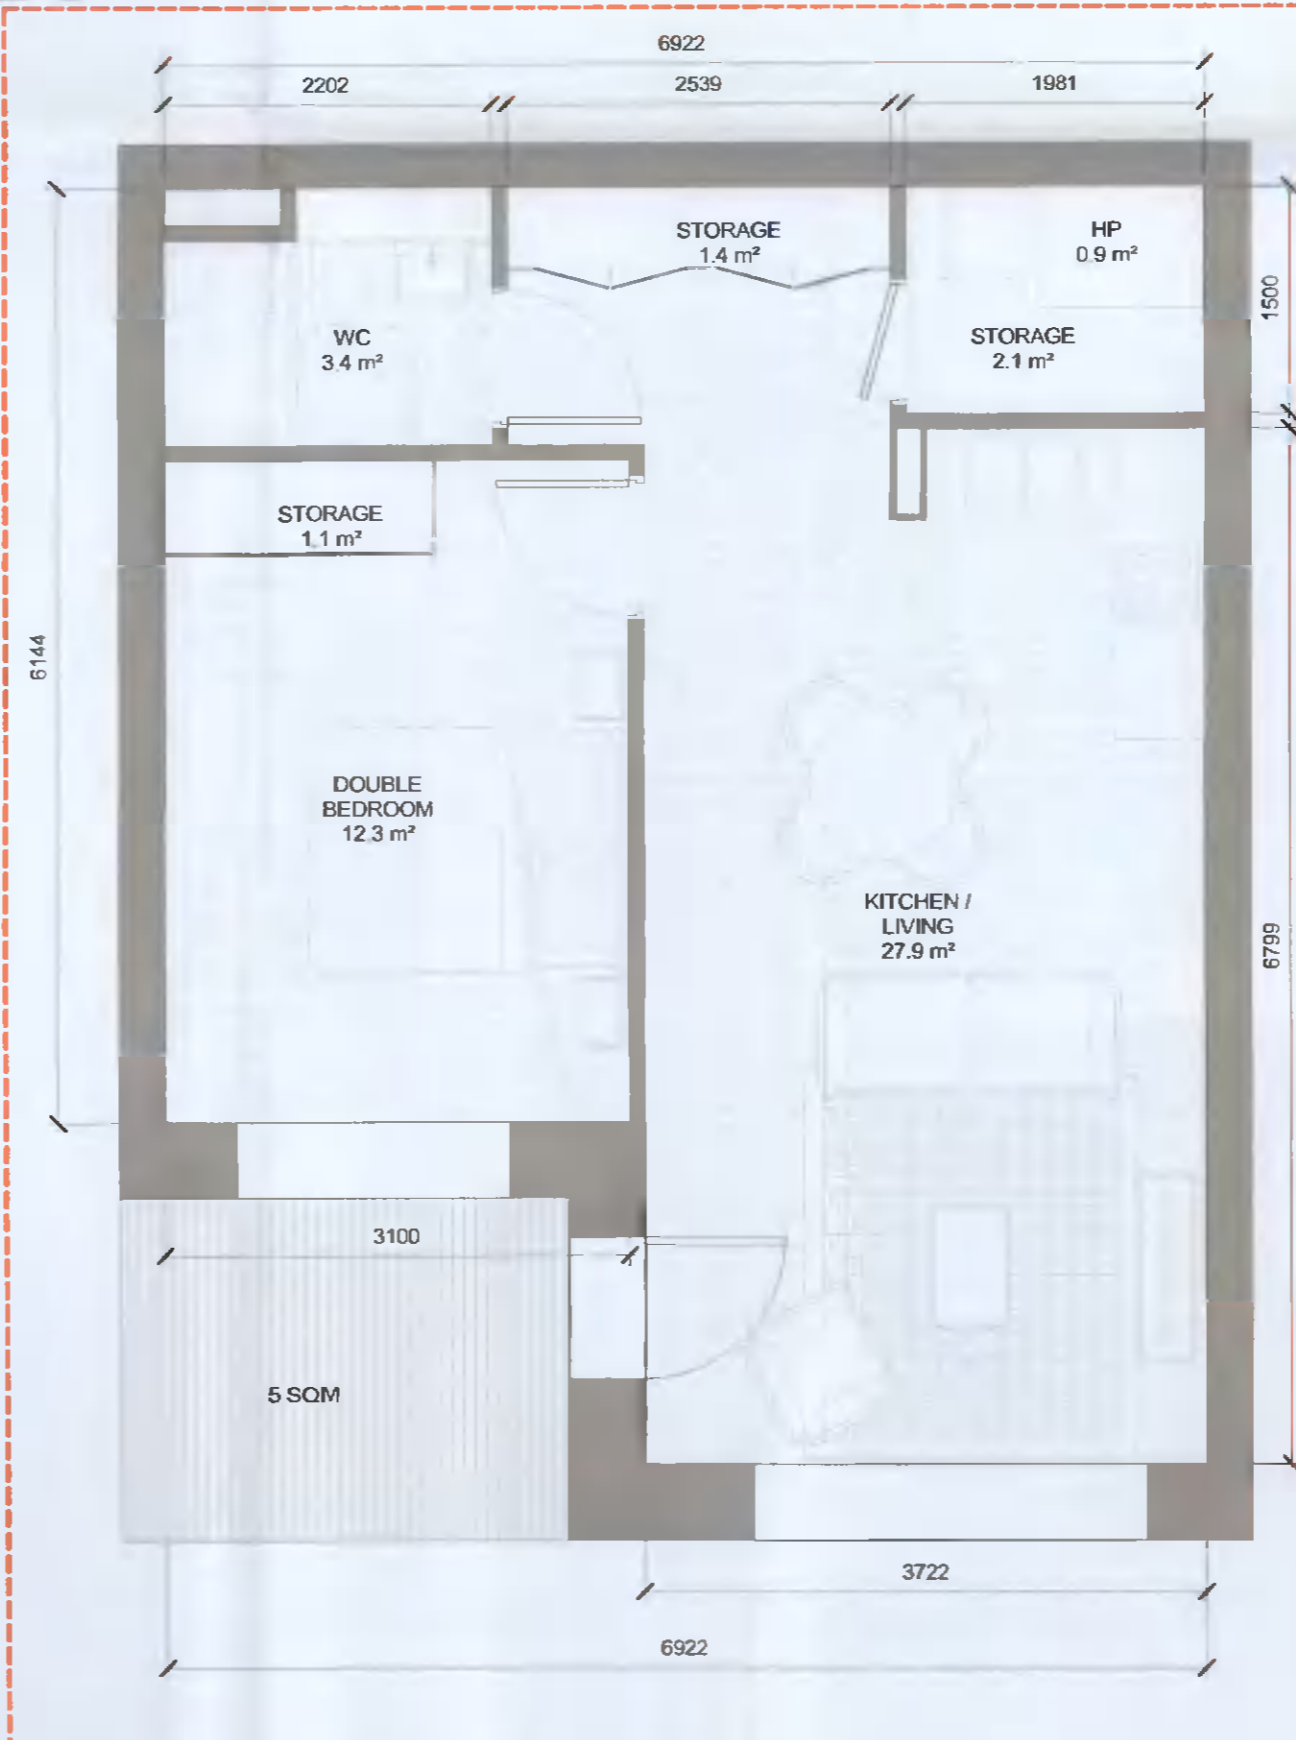 6922
2202
2539
1981
STORAGE
1.4 m²
HP
0.9 m²
1500
WC
3.4 m²
STORAGE
2.1 m²
STORAGE
1.1 m²
6144
DOUBLE
BEDROOM
12.3 m²
KITCHEN /
LIVING
27.9 m²
6799
3100
5 SQM
3722
6922